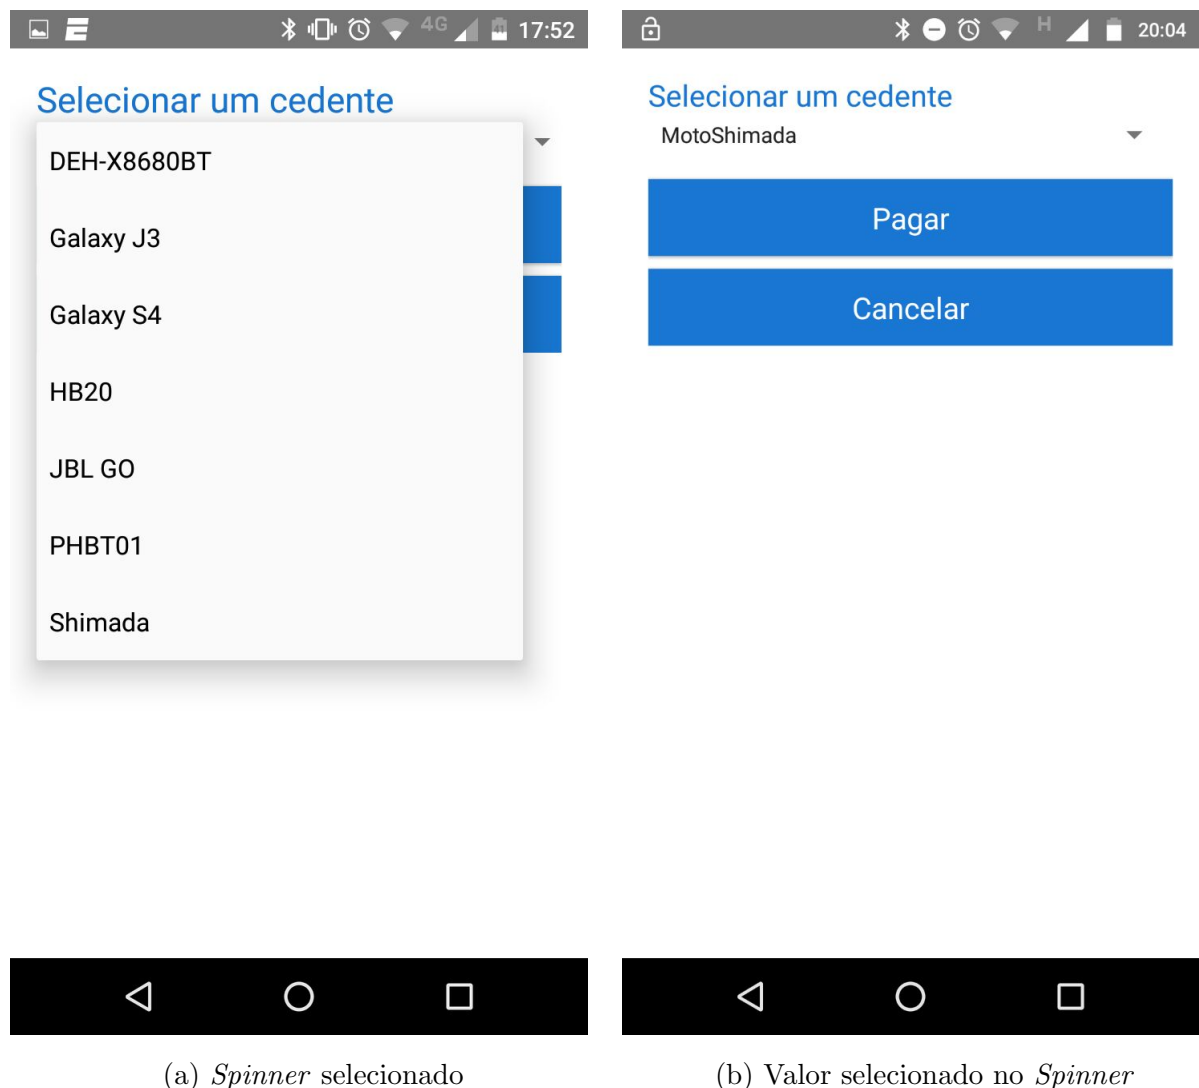 4G 17:52
Selecionar um cedente
DEH-X8680BT
Galaxy J3
Galaxy S4
HB20
JBL GO
PHBT01
Shimada
(a) Spinner selecionado
H 20:04
Selecionar um cedente
MotoShimada
Pagar
Cancelar
(b) Valor selecionado no Spinner